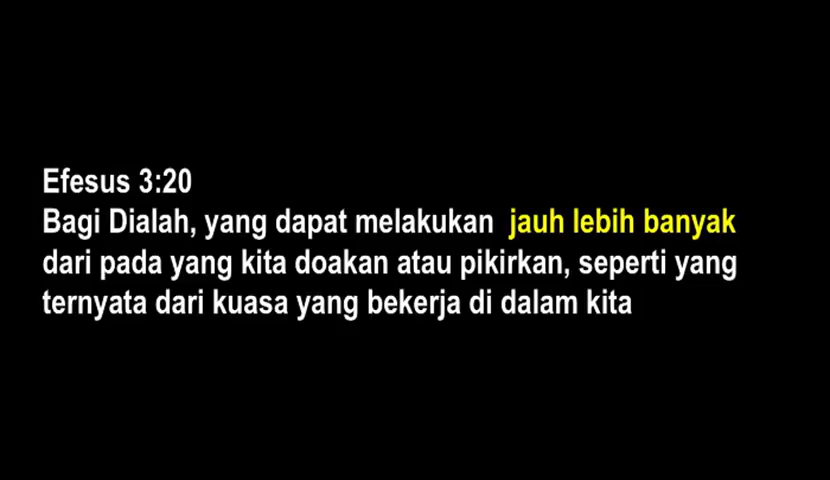 Efesus 3:20
Bagi Dialah, yang dapat melakukan jauh lebih banyak
dari pada yang kita doakan atau pikirkan, seperti yang
ternyata dari kuasa yang bekerja di dalam kita